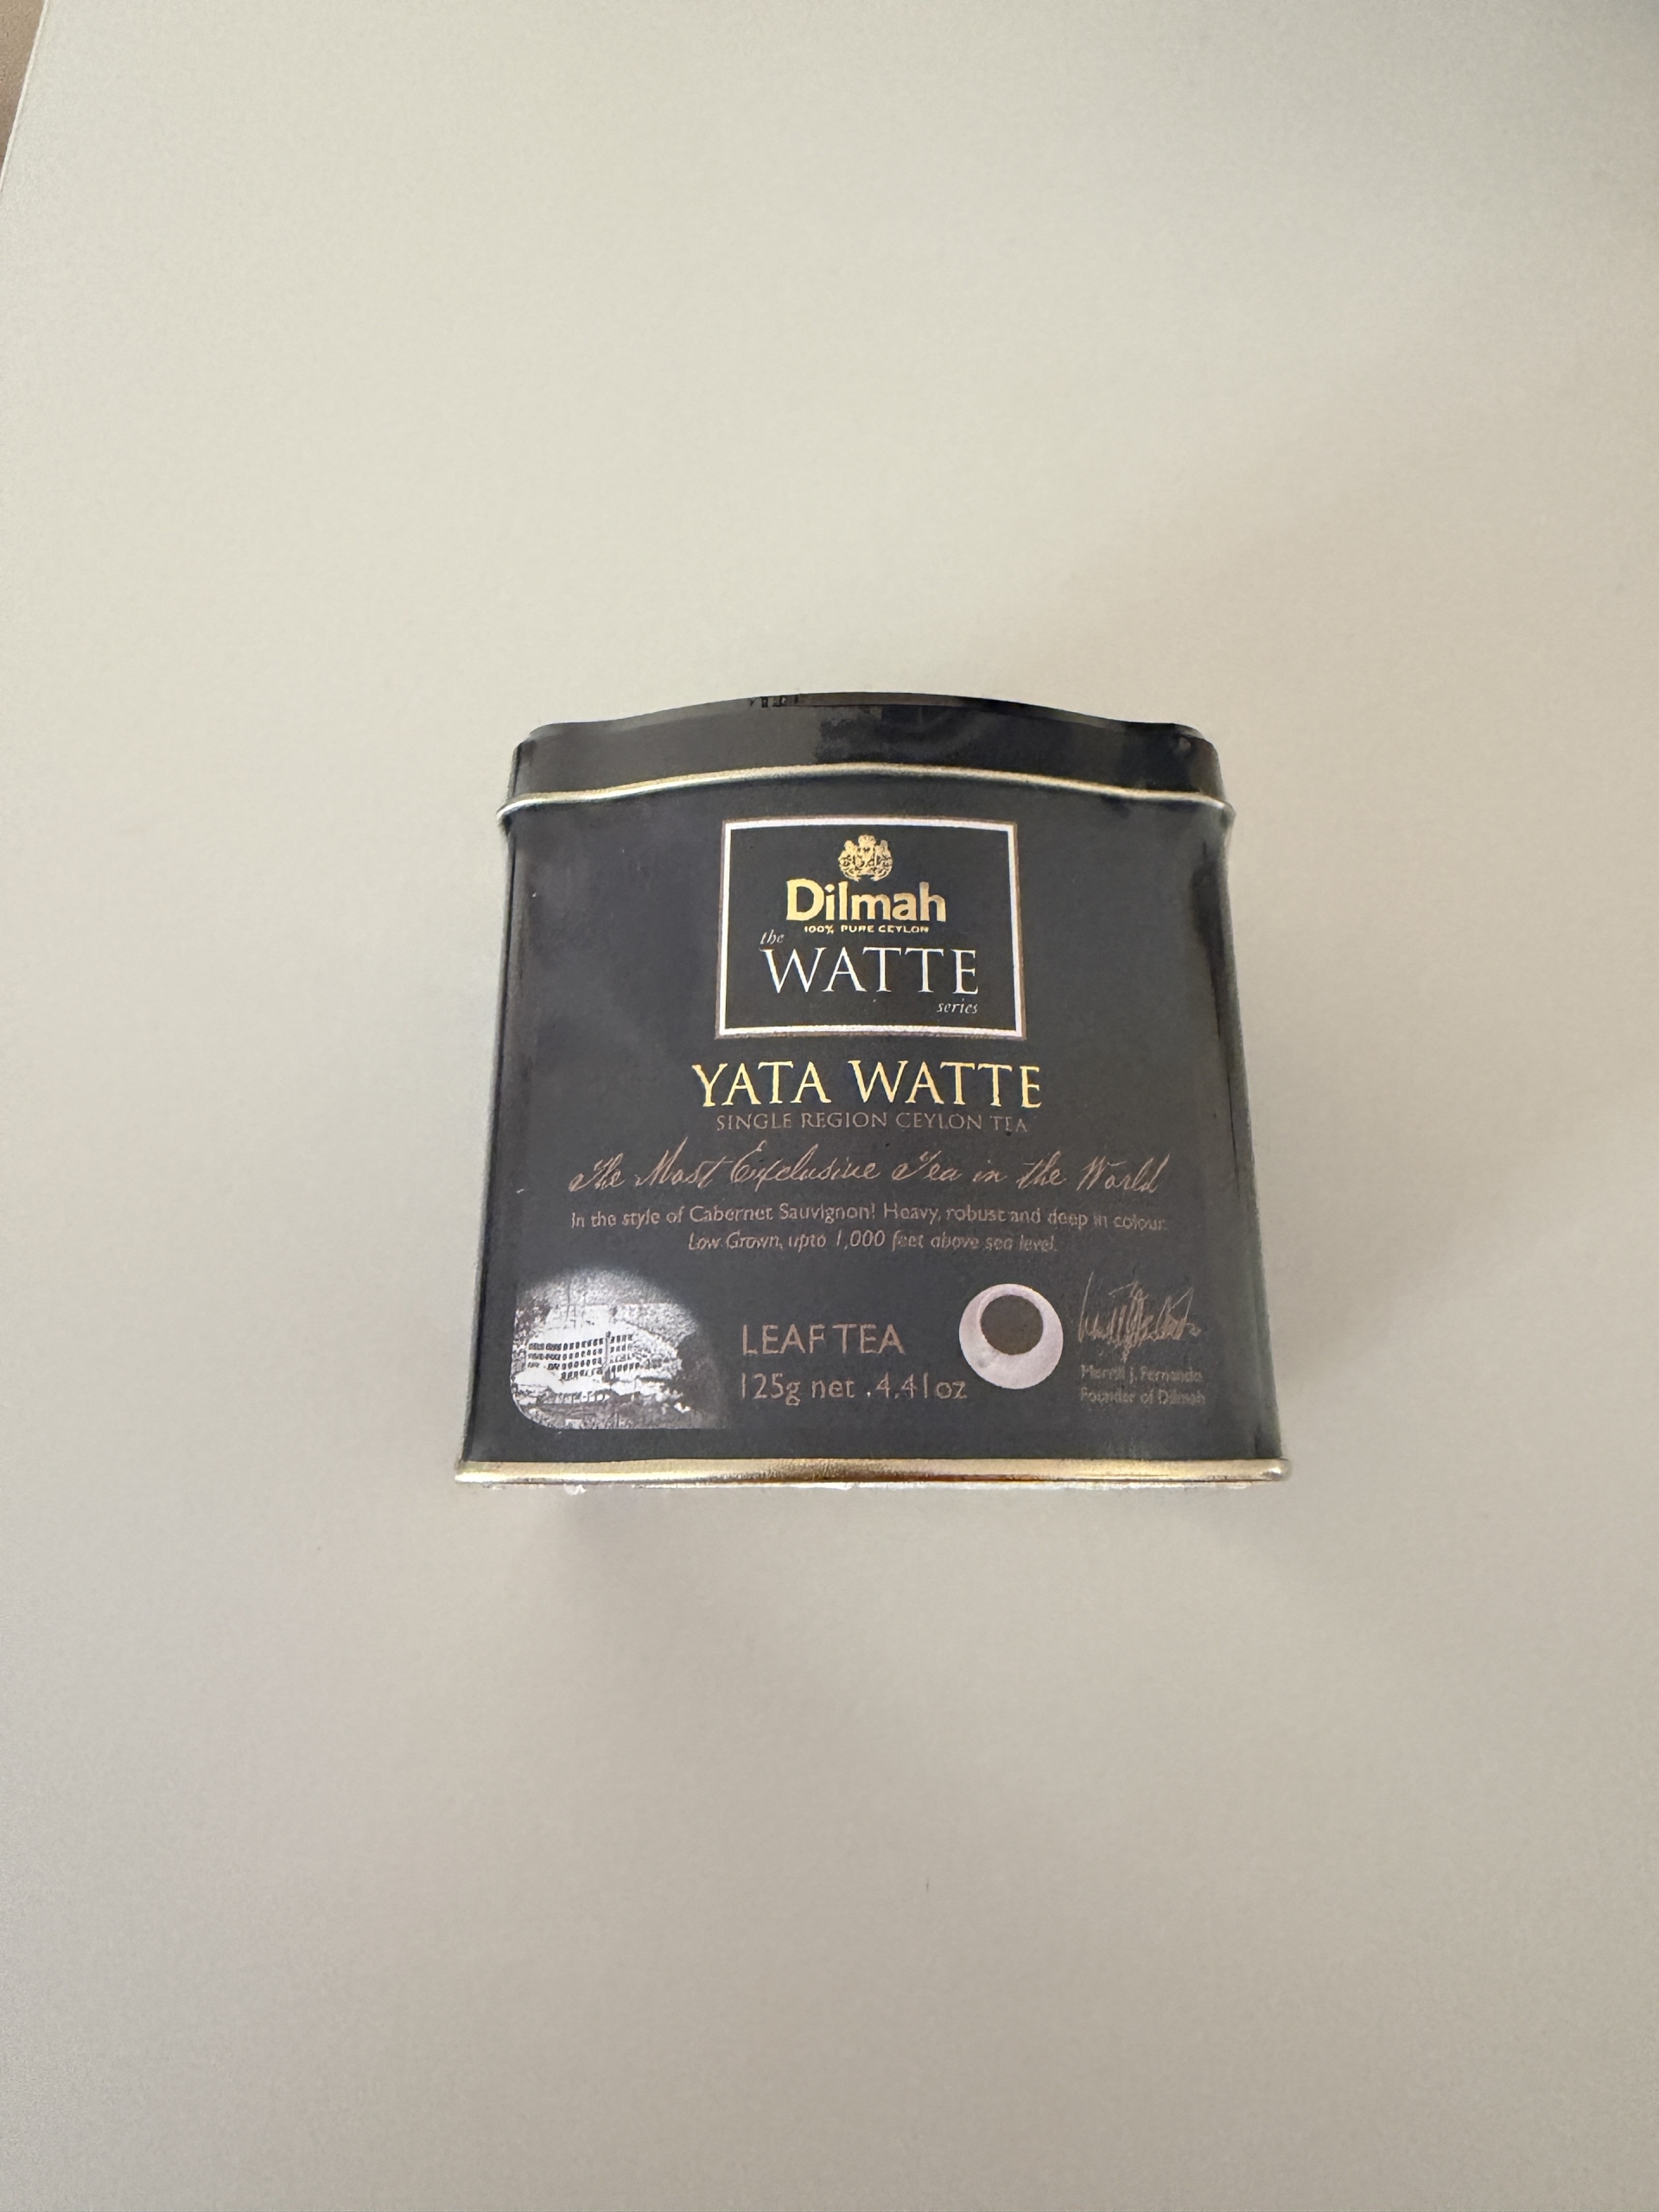 Dilmah
100% PURE CEYLON
the
WATTE
series
YATA WATTE
SINGLE REGION CEYLON TEA
The Most Exclusive Tea in the World
In the style of Cabernet Sauvignon! Heavy, robust and deep in colour.
Low Grown, upto 1,000 feet above sea level.
LEAF TEA
125g net .4.41oz
Merrill J. Fernando
Founder of Dilmah